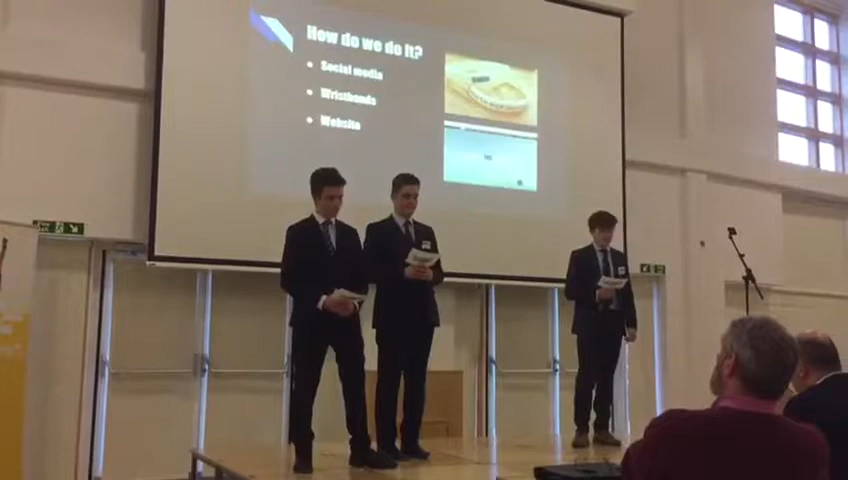 How do we do it?
Social media
Wristbands
Website